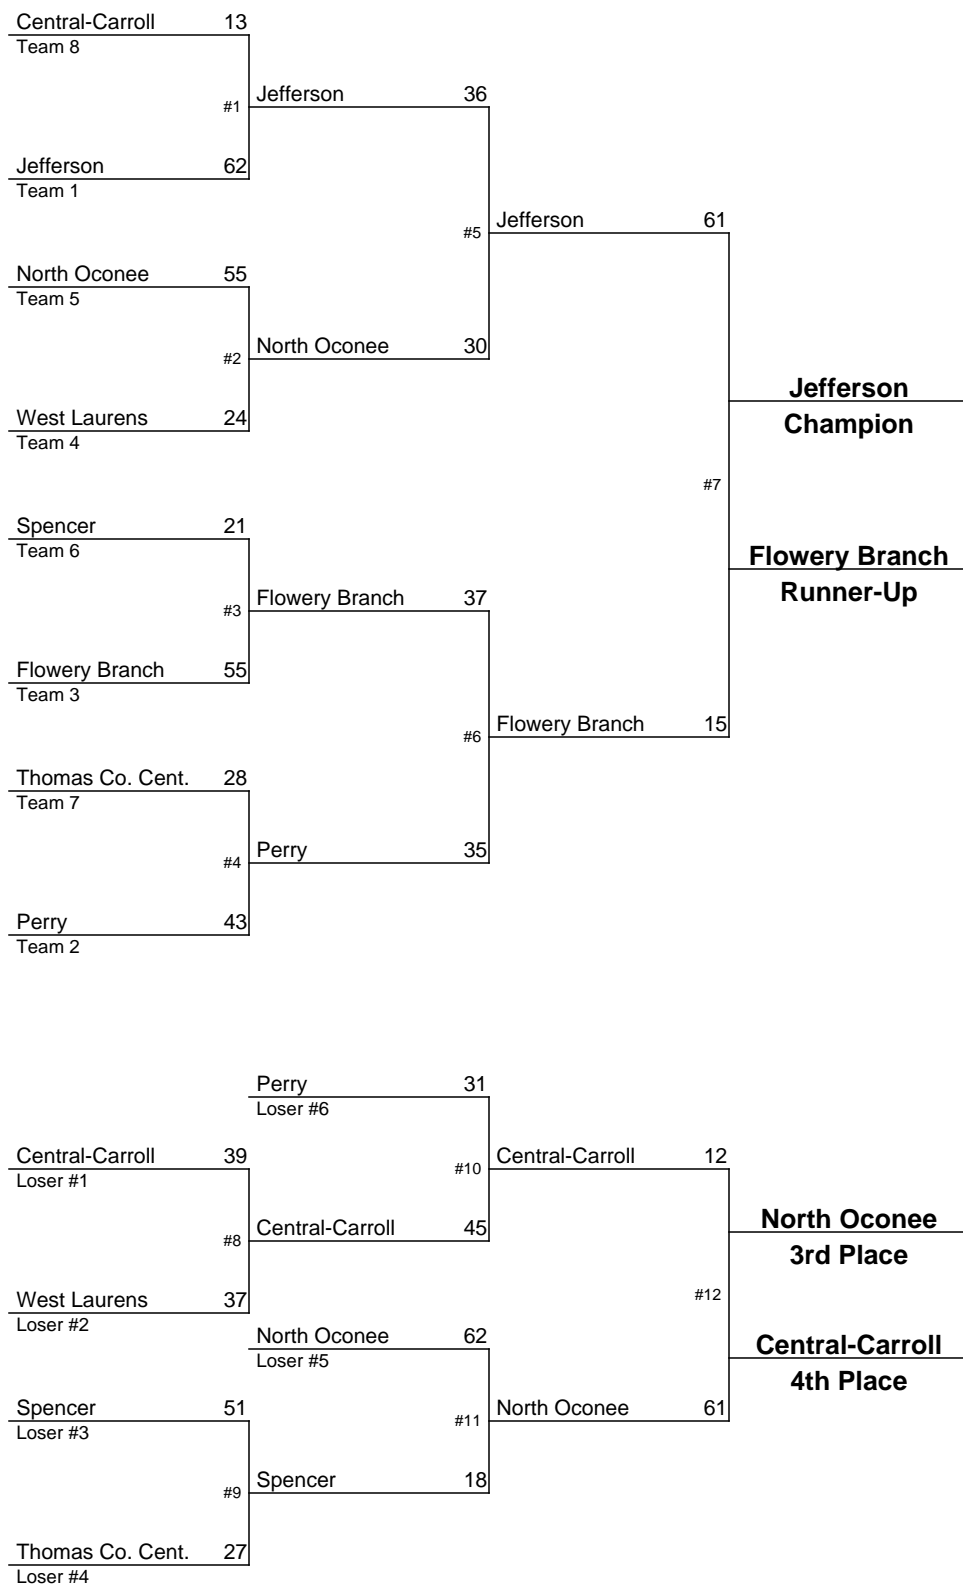 Central-Carroll 13
Team 8
#1
Jefferson 36
Jefferson 62
Team 1
#5
Jefferson 61
North Oconee 55
Team 5
#2
North Oconee 30
West Laurens 24
Team 4
Jefferson
Champion
#7
Spencer 21
Team 6
#3
Flowery Branch 37
Flowery Branch
Runner-Up
Flowery Branch 55
Team 3
#6
Flowery Branch 15
Thomas Co. Cent. 28
Team 7
#4
Perry 35
Perry 43
Team 2
Perry 31
Loser #6
Central-Carroll 39
Loser #1
#10
Central-Carroll 12
#8
Central-Carroll 45
North Oconee
3rd Place
West Laurens 37
Loser #2
#12
North Oconee 62
Loser #5
Central-Carroll
4th Place
Spencer 51
Loser #3
#11
North Oconee 61
#9
Spencer 18
Thomas Co. Cent. 27
Loser #4